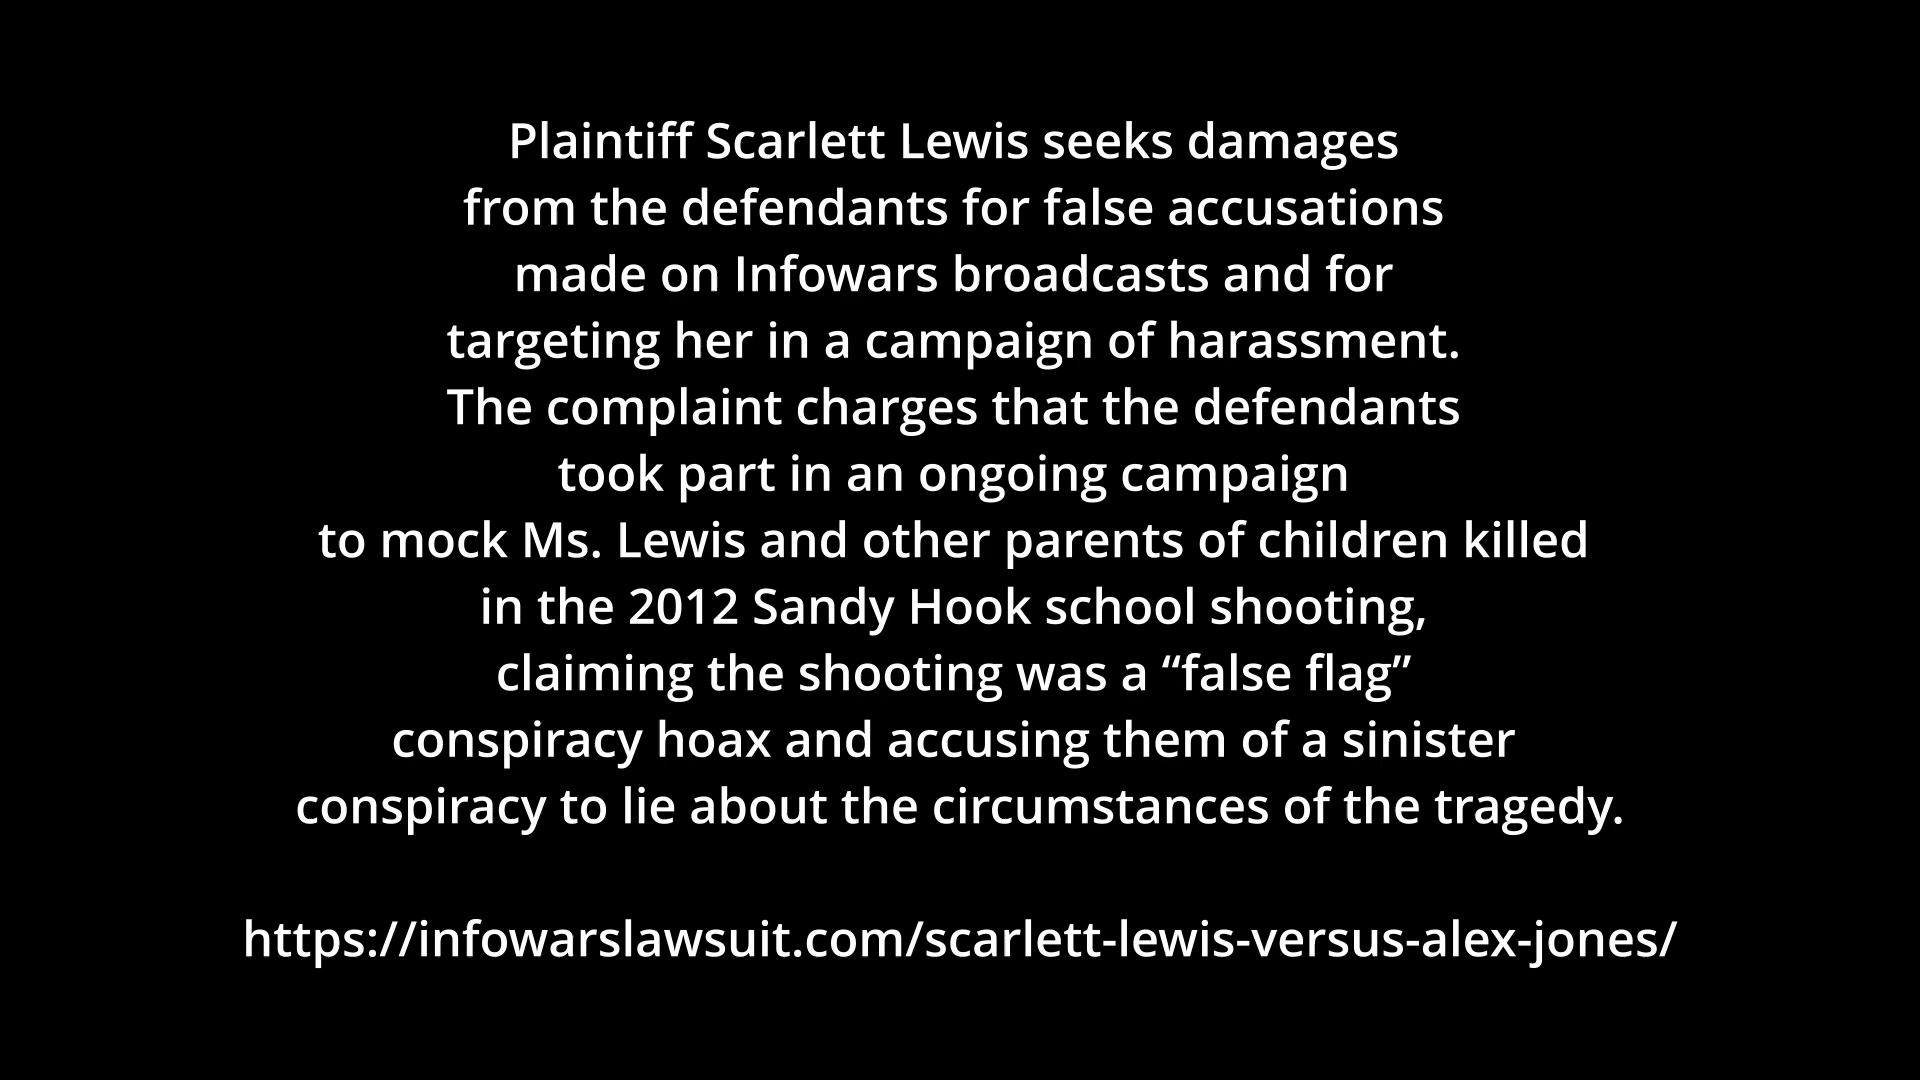 Plaintiff Scarlett Lewis seeks damages
from the defendants for false accusations
made on Infowars broadcasts and for
targeting her in a campaign of harassment.
The complaint charges that the defendants
took part in an ongoing campaign
to mock Ms. Lewis and other parents of children killed
in the 2012 Sandy Hook school shooting,
claiming the shooting was a “false flag”
conspiracy hoax and accusing them of a sinister
conspiracy to lie about the circumstances of the tragedy.
https://infowarslawsuit.com/scarlett-lewis-versus-alex-jones/